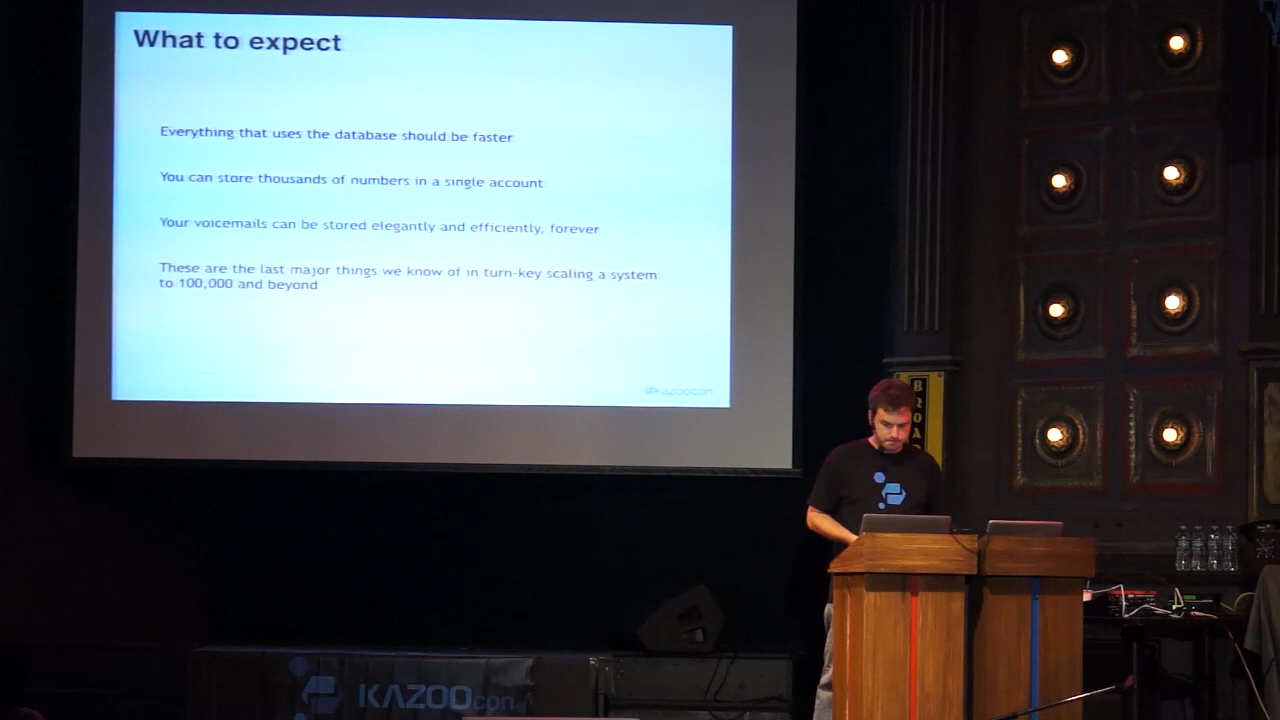 What to expect
Everything that uses the database should be faster
You can store thousands of numbers in a single account
Your voicemails can be stored elegantly and efficiently, forever
These are the last major things we know of in turn-key scaling a system
to 100,000 and beyond
@kazoocon
BROA
KAZOOcon